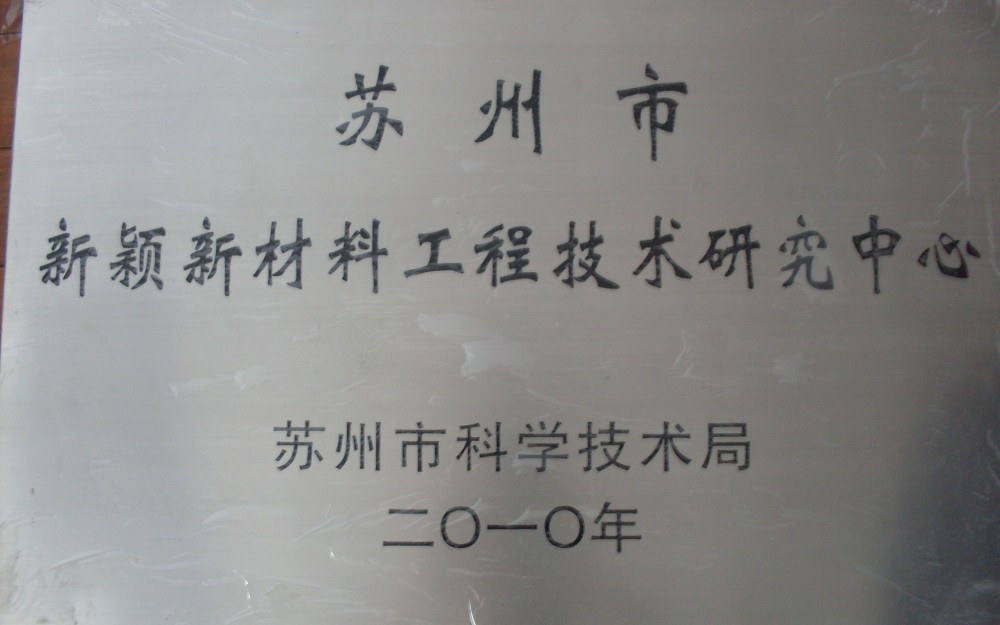 苏州市
新颖新材料工程技术研究中心
苏州市科学技术局
二〇一〇年